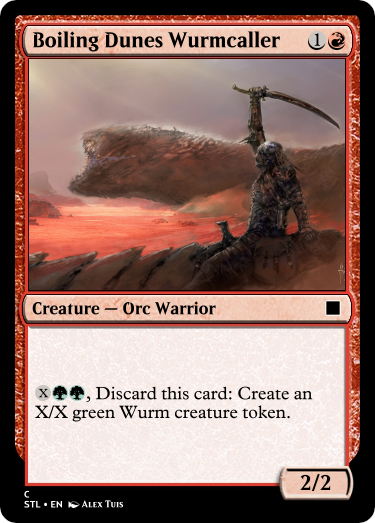 Boiling Dunes Wurmcaller 1
Creature — Orc Warrior
X, Discard this card: Create an
X/X green Wurm creature token.
2/2
C
STL • EN Alex Tuis